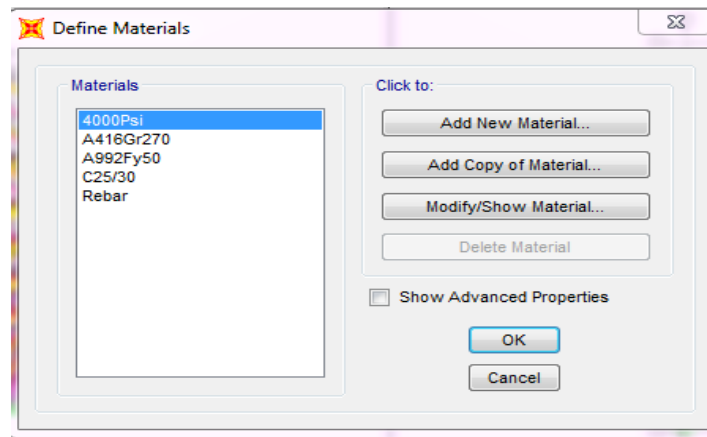 Define Materials
Materials
4000Psi
A416Gr270
A992Fy50
C25/30
Rebar
Click to:
Add New Material...
Add Copy of Material...
Modify/Show Material...
Delete Material
Show Advanced Properties
OK
Cancel